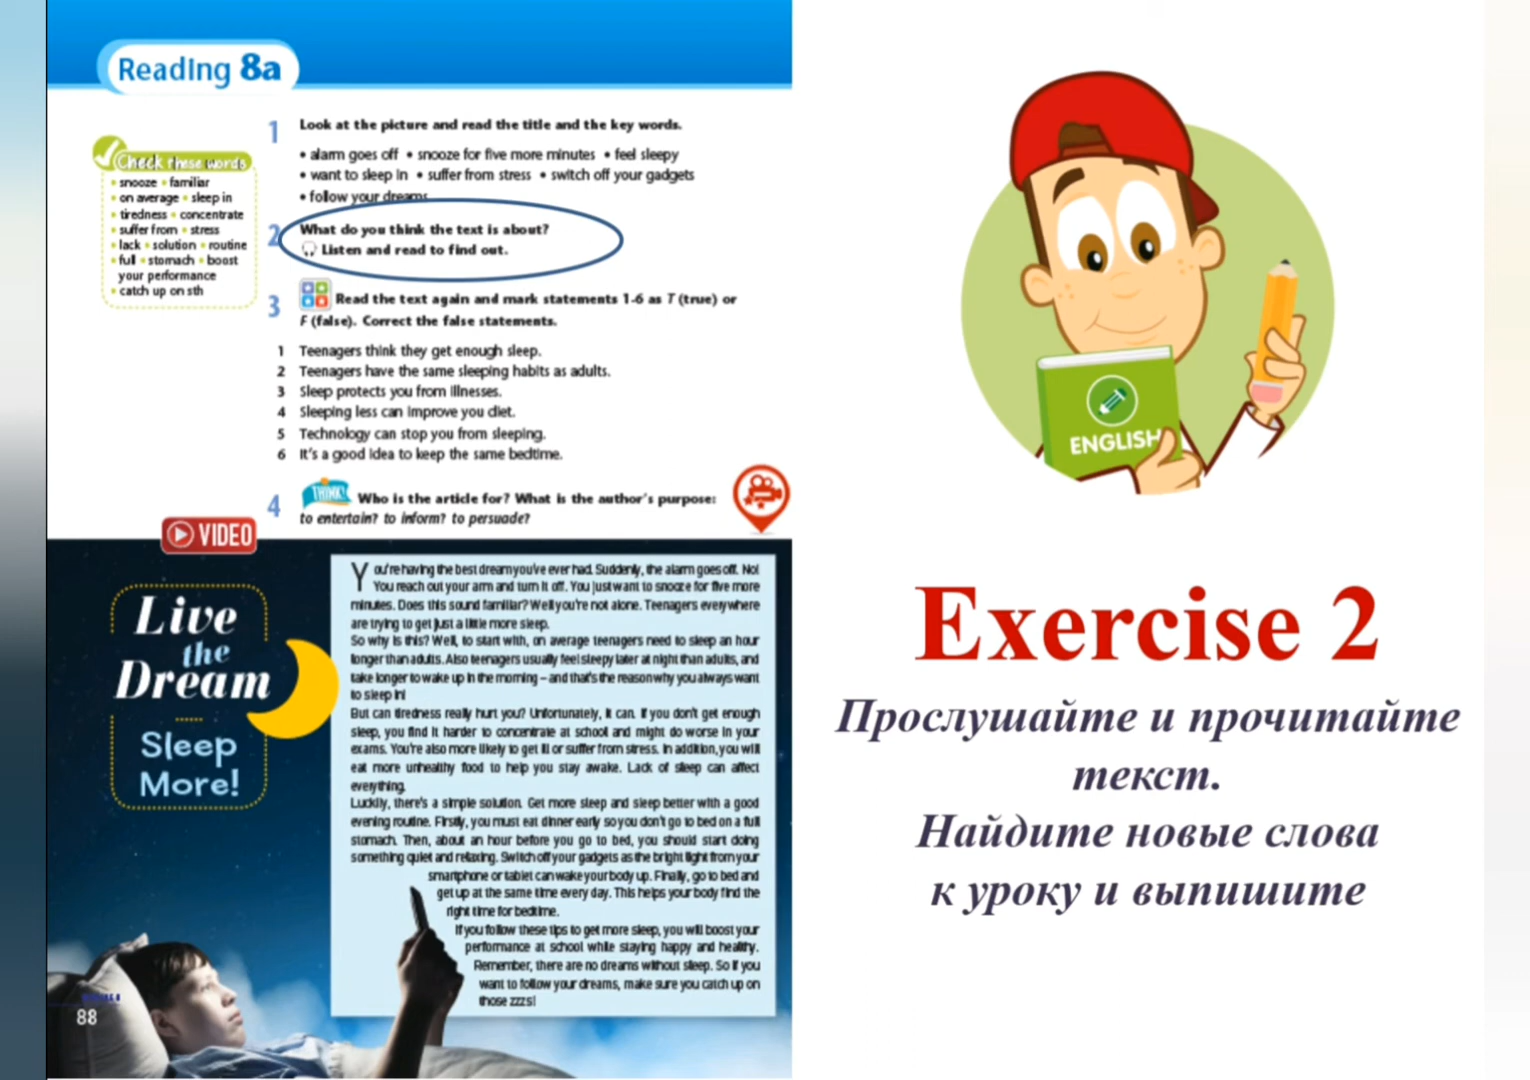 Reading 8a
1 Look at the picture and read the title and the key words.
• alarm goes off • snooze for five more minutes • feel sleepy
• want to sleep in • suffer from stress • switch off your gadgets
• follow your dreams
Check these words
• snooze • familiar
• on average • sleep in
• tiredness • concentrate
• suffer from • stress
• lack • solution • routine
• full • stomach • boost
your performance
• catch up on sth
2 What do you think the text is about?
Listen and read to find out.
3 Read the text again and mark statements 1-6 as T (true) or
F (false). Correct the false statements.
1 Teenagers think they get enough sleep.
2 Teenagers have the same sleeping habits as adults.
3 Sleep protects you from illnesses.
4 Sleeping less can improve you diet.
5 Technology can stop you from sleeping.
6 It's a good idea to keep the same bedtime.
4 THINK! Who is the article for? What is the author's purpose:
to entertain? to inform? to persuade?
VIDEO
Live
the
Dream
Sleep
More!
You're having the best dream you've ever had. Suddenly, the alarm goes off. No!
You reach out your arm and turn it off. You just want to snooze for five more
minutes. Does this sound familiar? Well you're not alone. Teenagers everywhere
are trying to get just a little more sleep.
So why is this? Well, to start with, on average teenagers need to sleep an hour
longer than adults. Also teenagers usually feel sleepy later at night than adults, and
take longer to wake up in the morning – and that's the reason why you always want
to sleep in!
But can tiredness really hurt you? Unfortunately, it can. If you don't get enough
sleep, you find it harder to concentrate at school and might do worse in your
exams. You're also more likely to get ill or suffer from stress. In addition, you will
eat more unhealthy food to help you stay awake. Lack of sleep can affect
everything.
Luckily, there's a simple solution. Get more sleep and sleep better with a good
evening routine. Firstly, you must eat dinner early so you don't go to bed on a full
stomach. Then, about an hour before you go to bed, you should start doing
something quiet and relaxing. Switch off your gadgets as the bright light from your
smartphone or tablet can wake your body up. Finally, go to bed and
get up at the same time every day. This helps your body find the
right time for bedtime.
If you follow these tips to get more sleep, you will boost your
performance at school while staying happy and healthy.
Remember, there are no dreams without sleep. So if you
want to follow your dreams, make sure you catch up on
those zzzs!
88
ENGLISH
Exercise 2
Прослушайте и прочитайте
текст.
Найдите новые слова
к уроку и выпишите